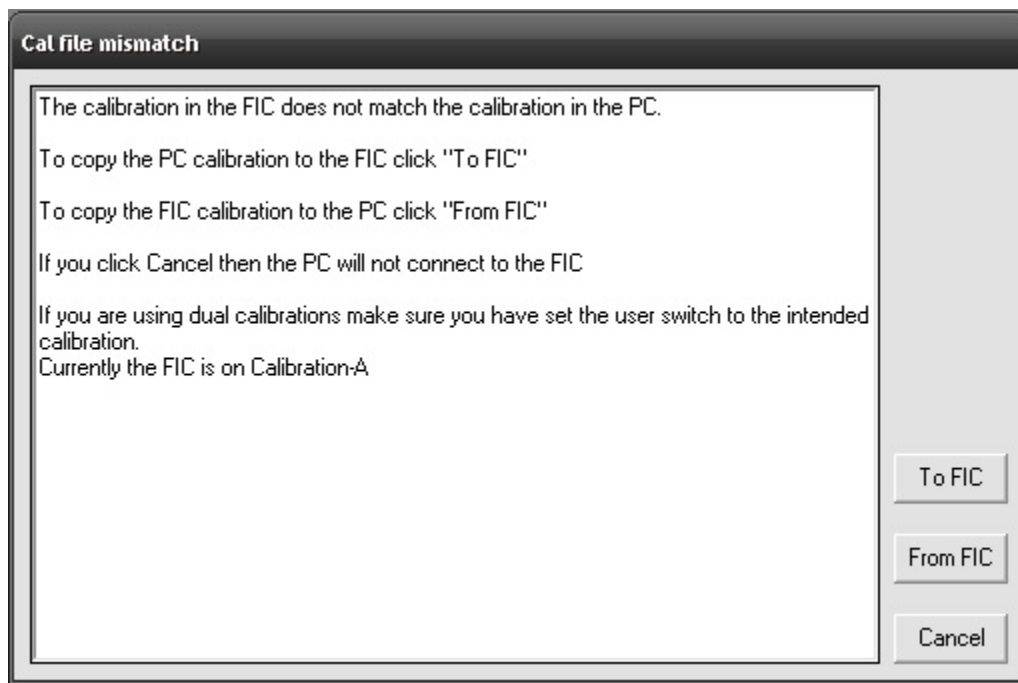 Cal file mismatch
The calibration in the FIC does not match the calibration in the PC.
To copy the PC calibration to the FIC click "To FIC"
To copy the FIC calibration to the PC click "From FIC"
If you click Cancel then the PC will not connect to the FIC
If you are using dual calibrations make sure you have set the user switch to the intended
calibration.
Currently the FIC is on Calibration-A
To FIC
From FIC
Cancel